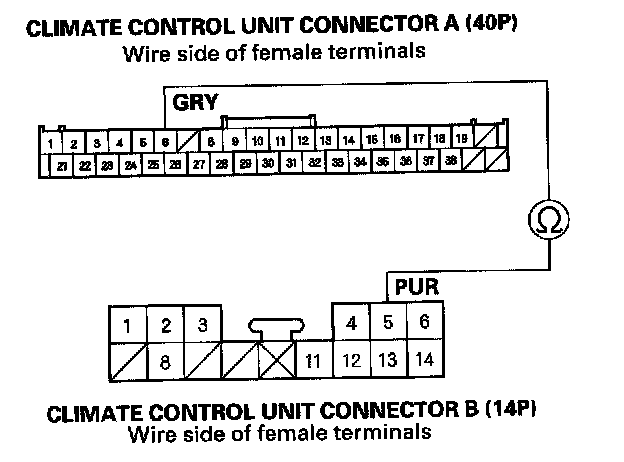 CLIMATE CONTROL UNIT CONNECTOR A (40P)
Wire side of female terminals
GRY
1 2 3 4 5 6 8 9 10 11 12 13 14 15 16 17 18 19
21 22 23 24 25 26 27 28 29 30 31 32 33 34 35 36 37 38
Ω
PUR
1 2 3 4 5 6
8 11 12 13 14
CLIMATE CONTROL UNIT CONNECTOR B (14P)
Wire side of female terminals